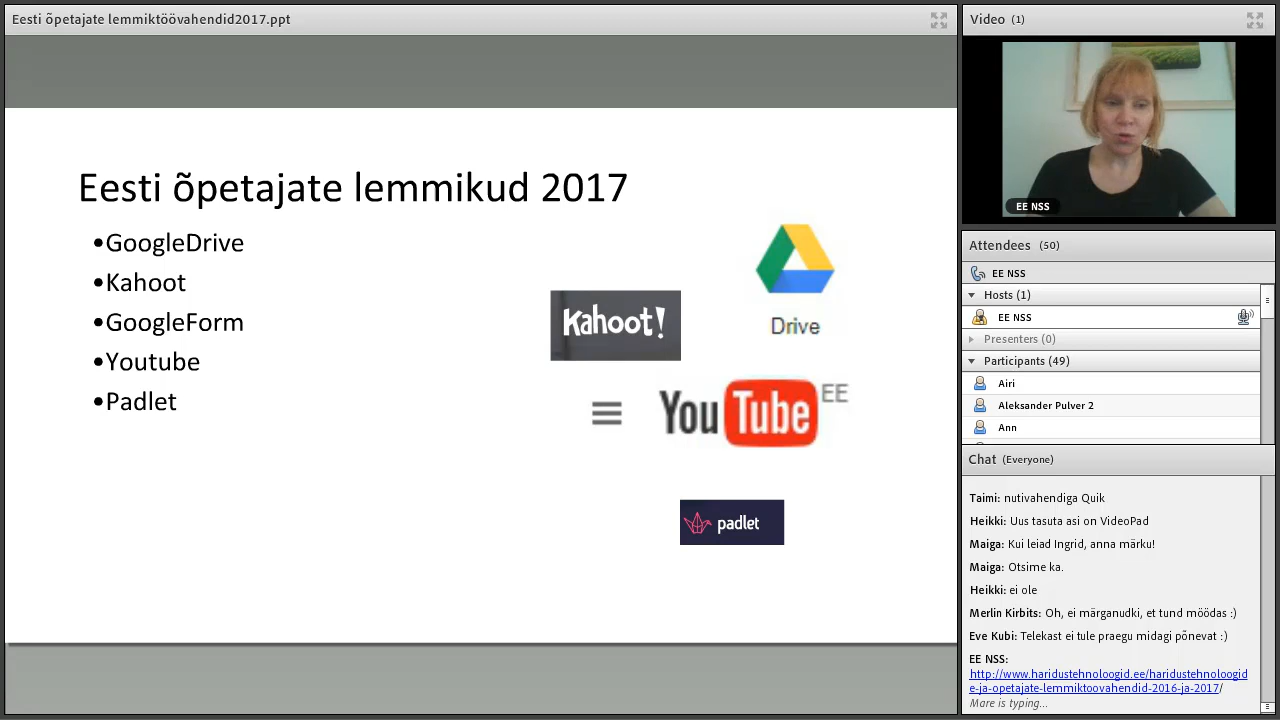 Eesti õpetajate lemmiktöövahendid2017.ppt
Eesti õpetajate lemmikud 2017
•GoogleDrive
•Kahoot
•GoogleForm
•Youtube
•Padlet
Drive
Kahoot!
YouTube EE
padlet
Video (1)
EE NSS
Attendees (50)
EE NSS
Hosts (1)
EE NSS
Presenters (0)
Participants (49)
Airi
Aleksander Pulver 2
Ann
Chat (Everyone)
Taimi: nutivahendiga Quik
Heikki: Uus tasuta asi on VideoPad
Maiga: Kui leiad Ingrid, anna märku!
Maiga: Otsime ka.
Heikki: ei ole
Merlin Kirbits: Oh, ei märganudki, et tund möödas :)
Eve Kubi: Telekast ei tule praegu midagi põnevat :)
EE NSS:
http://www.haridustehnoloogid.ee/haridustehnoloogid
e-ja-opetajate-lemmiktoovahendid-2016-ja-2017/
Mare is typing...